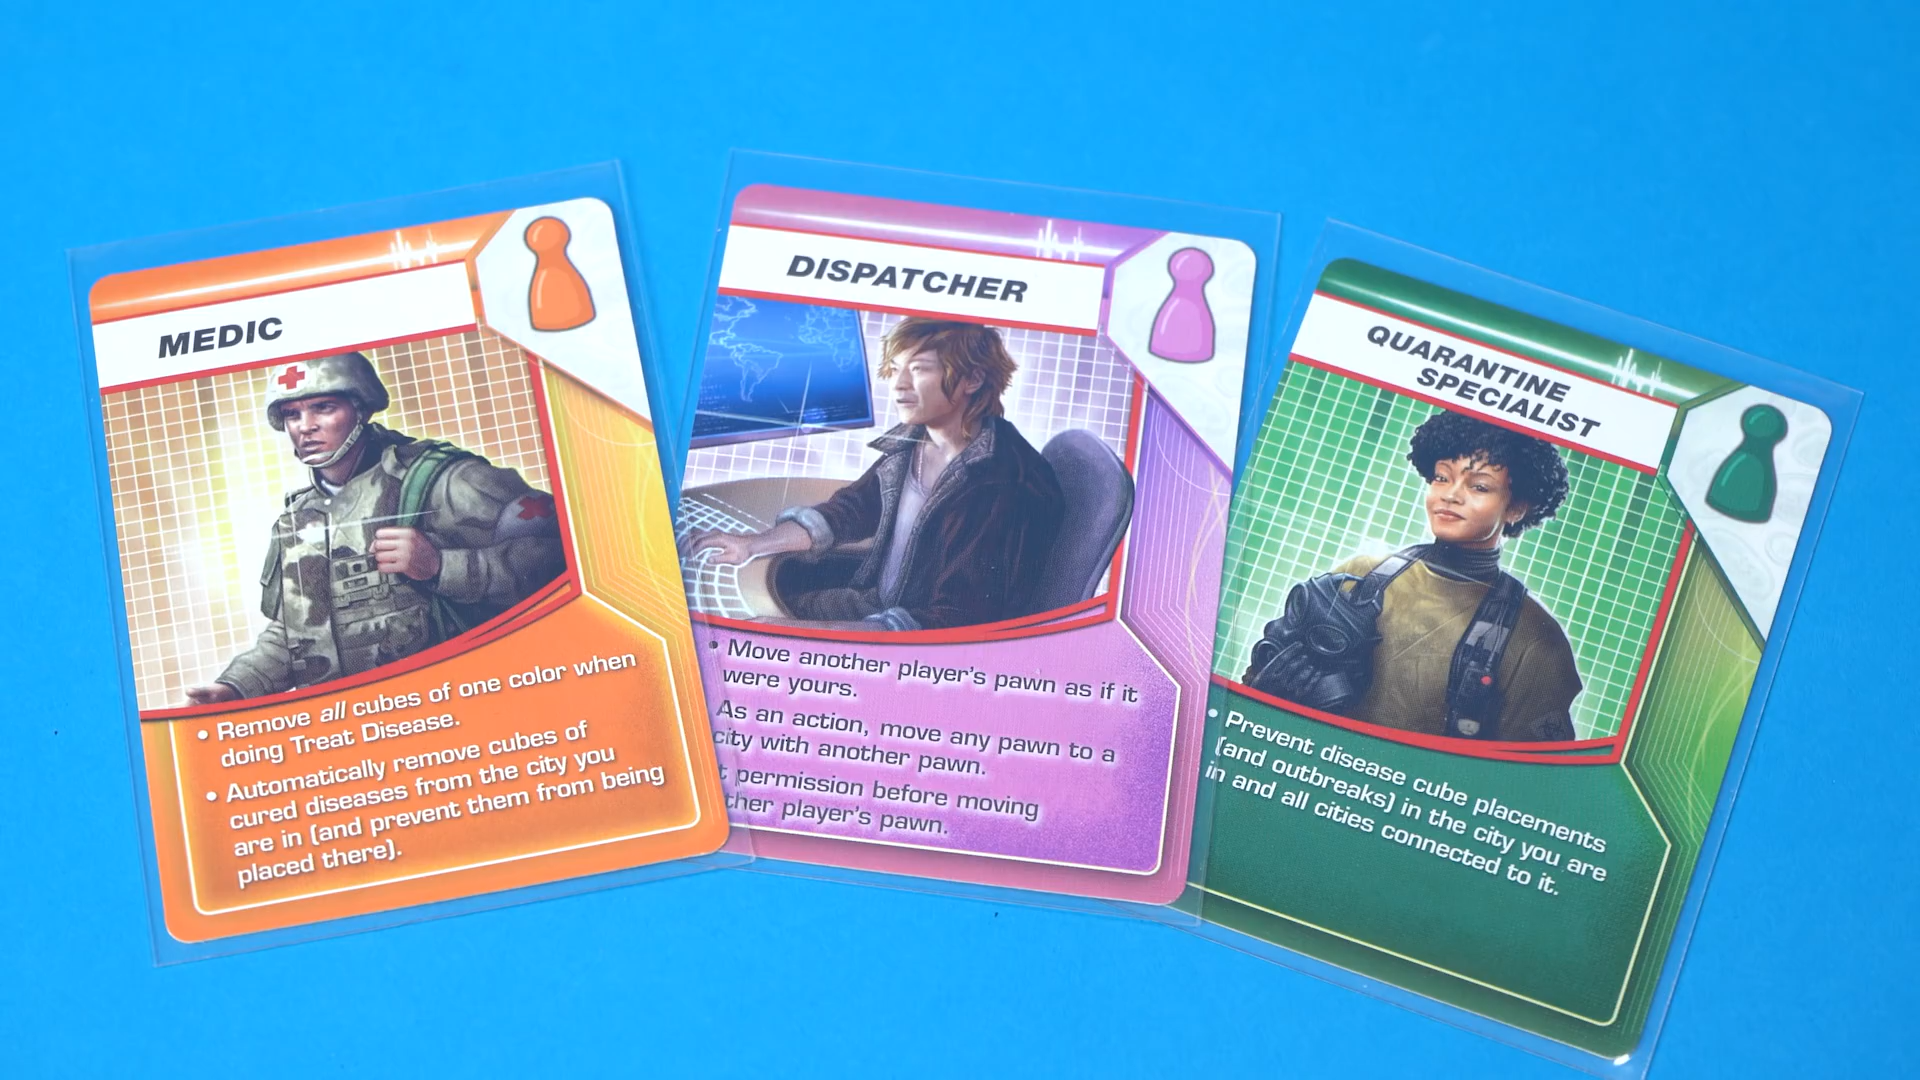 MEDIC
• Remove all cubes of one color when
doing Treat Disease.
• Automatically remove cubes of
cured diseases from the city you
are in (and prevent them from being
placed there).
DISPATCHER
• Move another player's pawn as if it
were yours.
As an action, move any pawn to a
city with another pawn.
permission before moving
player's pawn.
QUARANTINE
SPECIALIST
• Prevent disease cube placements
(and outbreaks) in the city you are
in and all cities connected to it.